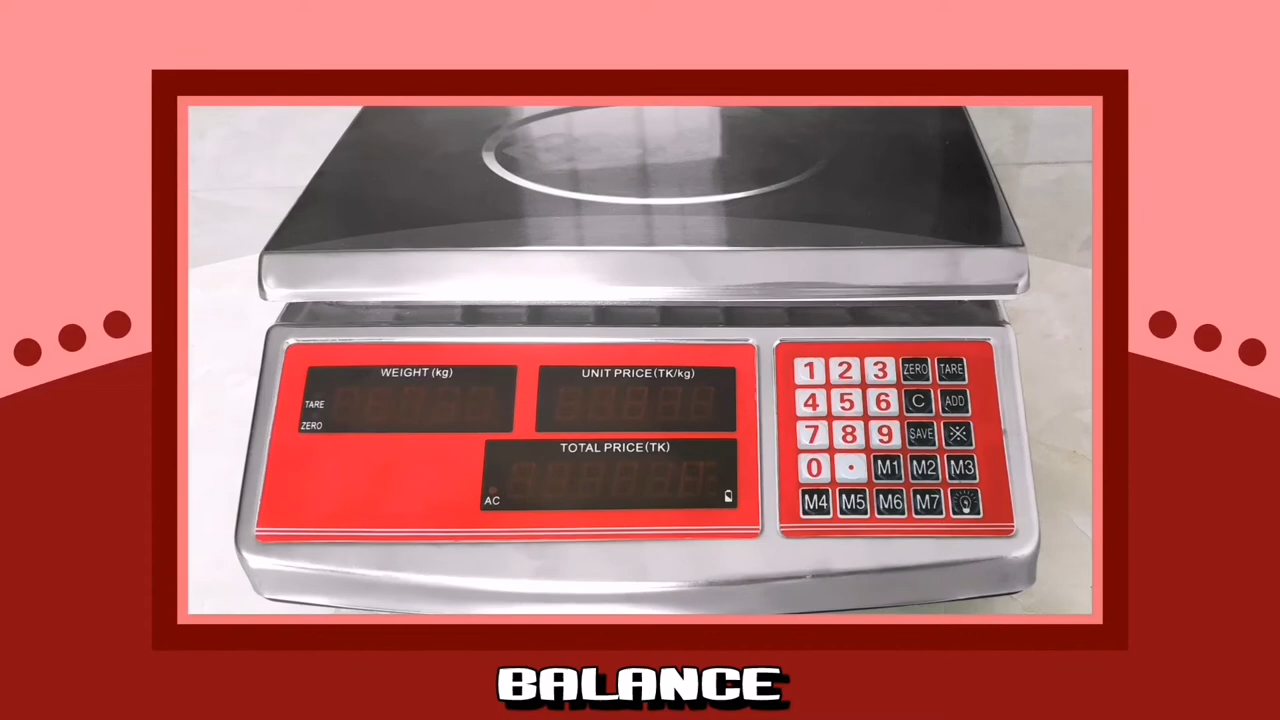 WEIGHT (kg)
UNIT PRICE(TK/kg)
TARE
ZERO
TOTAL PRICE(TK)
AC
1 2 3 ZERO TARE
4 5 6 C ADD
7 8 9 SAVE ※
0 . M1 M2 M3
M4 M5 M6 M7
BALANCE